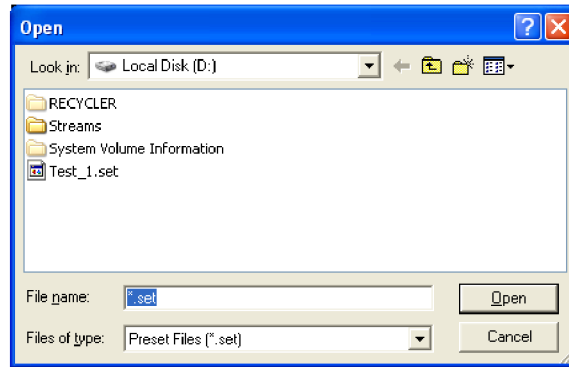 Open
Look in: Local Disk (D:)
RECYCLER
Streams
System Volume Information
Test_1.set
File name: *.set Open
Files of type: Preset Files (*.set) Cancel